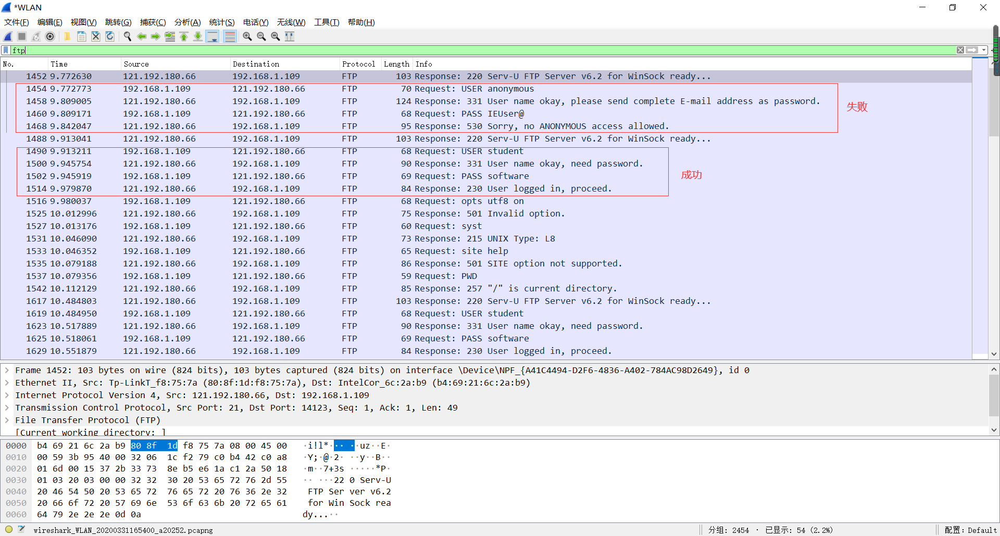 *WLAN
文件(F) 编辑(E) 视图(V) 跳转(G) 捕获(C) 分析(A) 统计(S) 电话(Y) 无线(W) 工具(T) 帮助(H)
ftp
No. Time Source Destination Protocol Length Info
1452 9.772630 121.192.180.66 192.168.1.109 FTP 103 Response: 220 Serv-U FTP Server v6.2 for WinSock ready...
1454 9.772773 192.168.1.109 121.192.180.66 FTP 70 Request: USER anonymous
1458 9.809005 121.192.180.66 192.168.1.109 FTP 124 Response: 331 User name okay, please send complete E-mail address as password.
失败
1460 9.809171 192.168.1.109 121.192.180.66 FTP 68 Request: PASS IEUser@
1468 9.842047 121.192.180.66 192.168.1.109 FTP 95 Response: 530 Sorry, no ANONYMOUS access allowed.
1488 9.913041 121.192.180.66 192.168.1.109 FTP 103 Response: 220 Serv-U FTP Server v6.2 for WinSock ready...
1490 9.913211 192.168.1.109 121.192.180.66 FTP 68 Request: USER student
1500 9.945754 121.192.180.66 192.168.1.109 FTP 90 Response: 331 User name okay, need password.
1502 9.945919 192.168.1.109 121.192.180.66 FTP 69 Request: PASS software
成功
1514 9.979870 121.192.180.66 192.168.1.109 FTP 84 Response: 230 User logged in, proceed.
1516 9.980037 192.168.1.109 121.192.180.66 FTP 68 Request: opts utf8 on
1525 10.012996 121.192.180.66 192.168.1.109 FTP 75 Response: 501 Invalid option.
1527 10.013176 192.168.1.109 121.192.180.66 FTP 60 Request: syst
1531 10.046090 121.192.180.66 192.168.1.109 FTP 73 Response: 215 UNIX Type: L8
1533 10.046352 192.168.1.109 121.192.180.66 FTP 65 Request: site help
1535 10.079188 121.192.180.66 192.168.1.109 FTP 86 Response: 501 SITE option not supported.
1537 10.079356 192.168.1.109 121.192.180.66 FTP 59 Request: PWD
1542 10.112129 121.192.180.66 192.168.1.109 FTP 85 Response: 257 "/" is current directory.
1617 10.484803 121.192.180.66 192.168.1.109 FTP 103 Response: 220 Serv-U FTP Server v6.2 for WinSock ready...
1619 10.484950 192.168.1.109 121.192.180.66 FTP 68 Request: USER student
1623 10.517889 121.192.180.66 192.168.1.109 FTP 90 Response: 331 User name okay, need password.
1625 10.518061 192.168.1.109 121.192.180.66 FTP 69 Request: PASS software
1629 10.551879 121.192.180.66 192.168.1.109 FTP 84 Response: 230 User logged in, proceed.
Frame 1452: 103 bytes on wire (824 bits), 103 bytes captured (824 bits) on interface \Device\NPF_{A41C4494-D2F6-4836-A402-784AC98D2649}, id 0
Ethernet II, Src: Tp-LinkT_f8:75:7a (80:8f:1d:f8:75:7a), Dst: IntelCor_6c:2a:b9 (b4:69:21:6c:2a:b9)
Internet Protocol Version 4, Src: 121.192.180.66, Dst: 192.168.1.109
Transmission Control Protocol, Src Port: 21, Dst Port: 14123, Seq: 1, Ack: 1, Len: 49
File Transfer Protocol (FTP)
[Current working directory: ]
0000 b4 69 21 6c 2a b9 80 8f 1d f8 75 7a 08 00 45 00 ·i!l*··· ·uz··E·
0010 00 59 3b 95 40 00 32 06 1c f2 79 c0 b4 42 c0 a8 ·Y;·@·2· ··y··B··
0020 01 6d 00 15 37 2b 33 73 8e b5 e6 1a c1 2a 50 18 ·m··7+3s ·····*P·
0030 01 03 20 03 00 00 32 32 30 20 53 65 72 76 2d 55 ·· ···22 0 Serv-U
0040 20 46 54 50 20 53 65 72 76 65 72 20 76 36 2e 32 FTP Ser ver v6.2
0050 20 66 6f 72 20 57 69 6e 53 6f 63 6b 20 72 65 61 for Win Sock rea
0060 64 79 2e 2e 2e 0d 0a dy...··
wireshark_WLAN_20200331165400_a20252.pcapng 分组: 2454 · 已显示: 54 (2.2%) 配置: Default